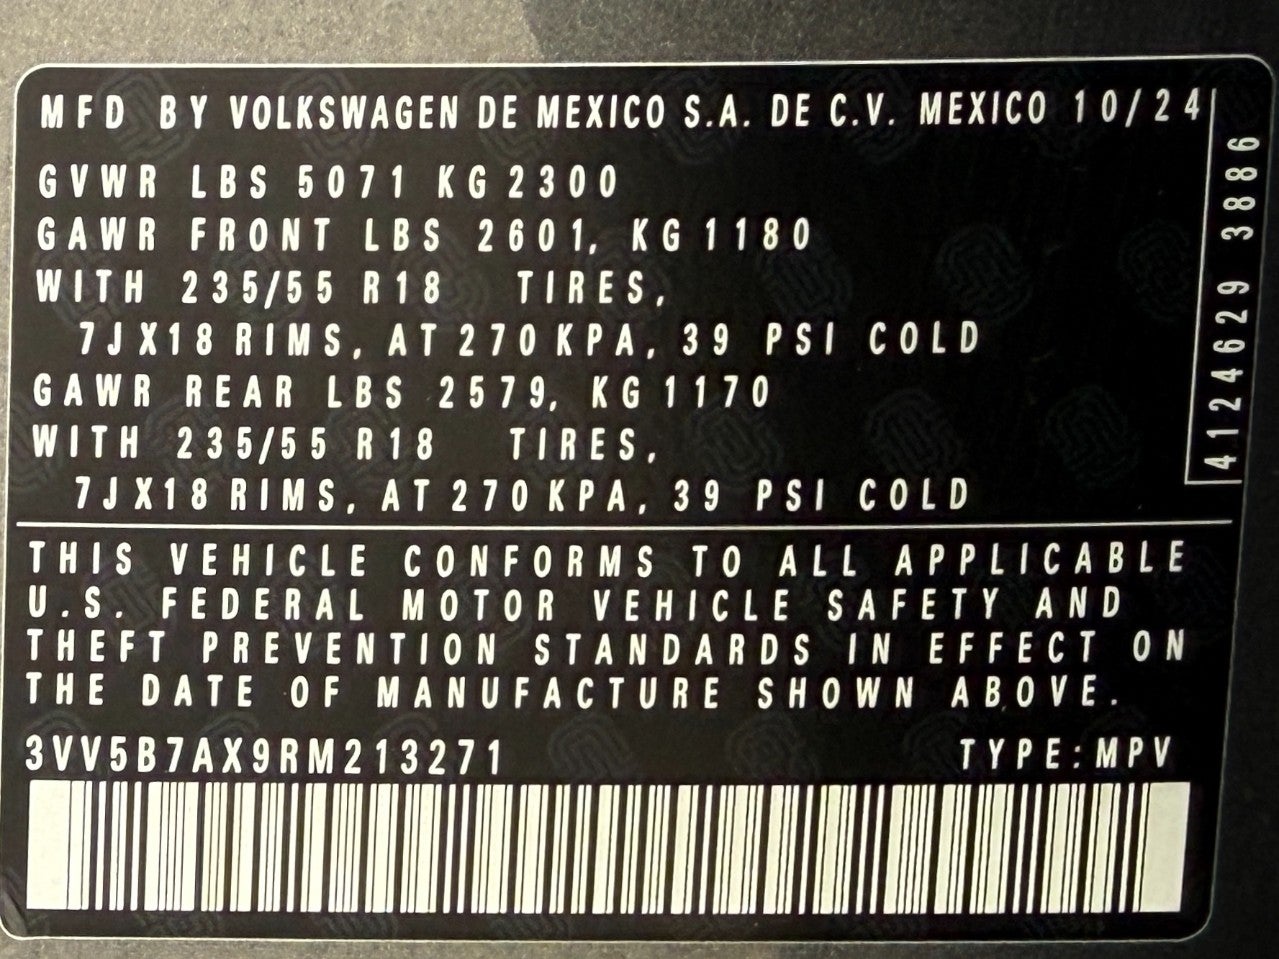 MFD BY VOLKSWAGEN DE MEXICO S.A. DE C.V. MEXICO 10/24
GVWR LBS 5071 KG 2300
GAWR FRONT LBS 2601, KG 1180
WITH 235/55 R18 TIRES,
7JX18 RIMS, AT 270 KPA, 39 PSI COLD
GAWR REAR LBS 2579, KG 1170
WITH 235/55 R18 TIRES,
7JX18 RIMS, AT 270 KPA, 39 PSI COLD
4124629 3886
THIS VEHICLE CONFORMS TO ALL APPLICABLE
U.S. FEDERAL MOTOR VEHICLE SAFETY AND
THEFT PREVENTION STANDARDS IN EFFECT ON
THE DATE OF MANUFACTURE SHOWN ABOVE.
3VV5B7AX9RM213271 TYPE: MPV